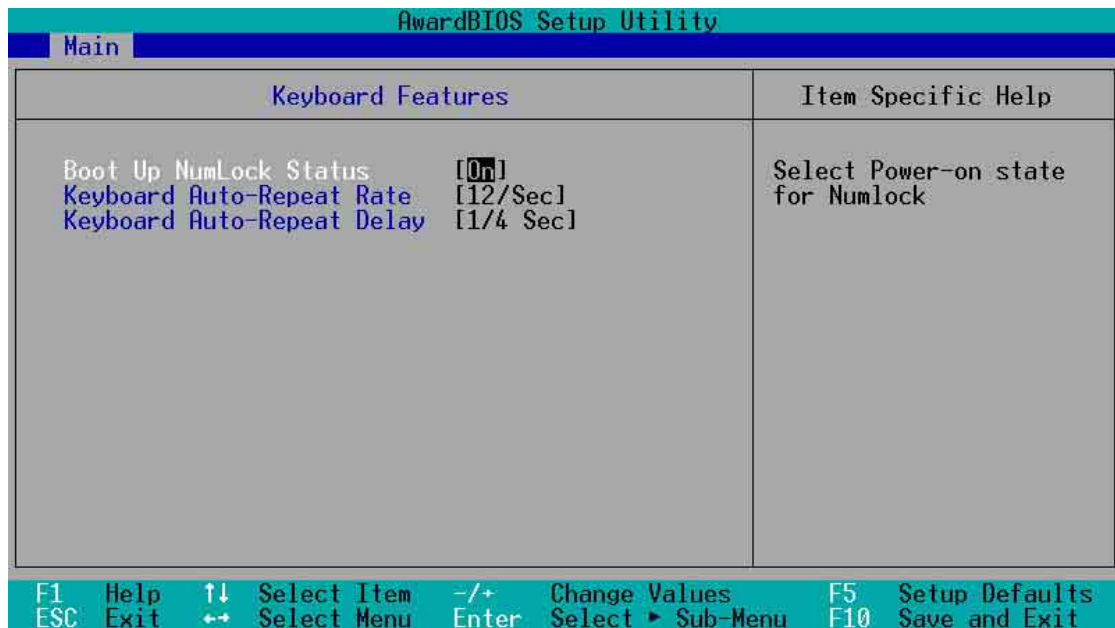 AwardBIOS Setup Utility
Main
Keyboard Features
Item Specific Help
Boot Up NumLock Status [On]
Keyboard Auto-Repeat Rate [12/Sec]
Keyboard Auto-Repeat Delay [1/4 Sec]
Select Power-on state
for Numlock
F1 Help ↑↓ Select Item -/+ Change Values F5 Setup Defaults
ESC Exit ←→ Select Menu Enter Select ► Sub-Menu F10 Save and Exit